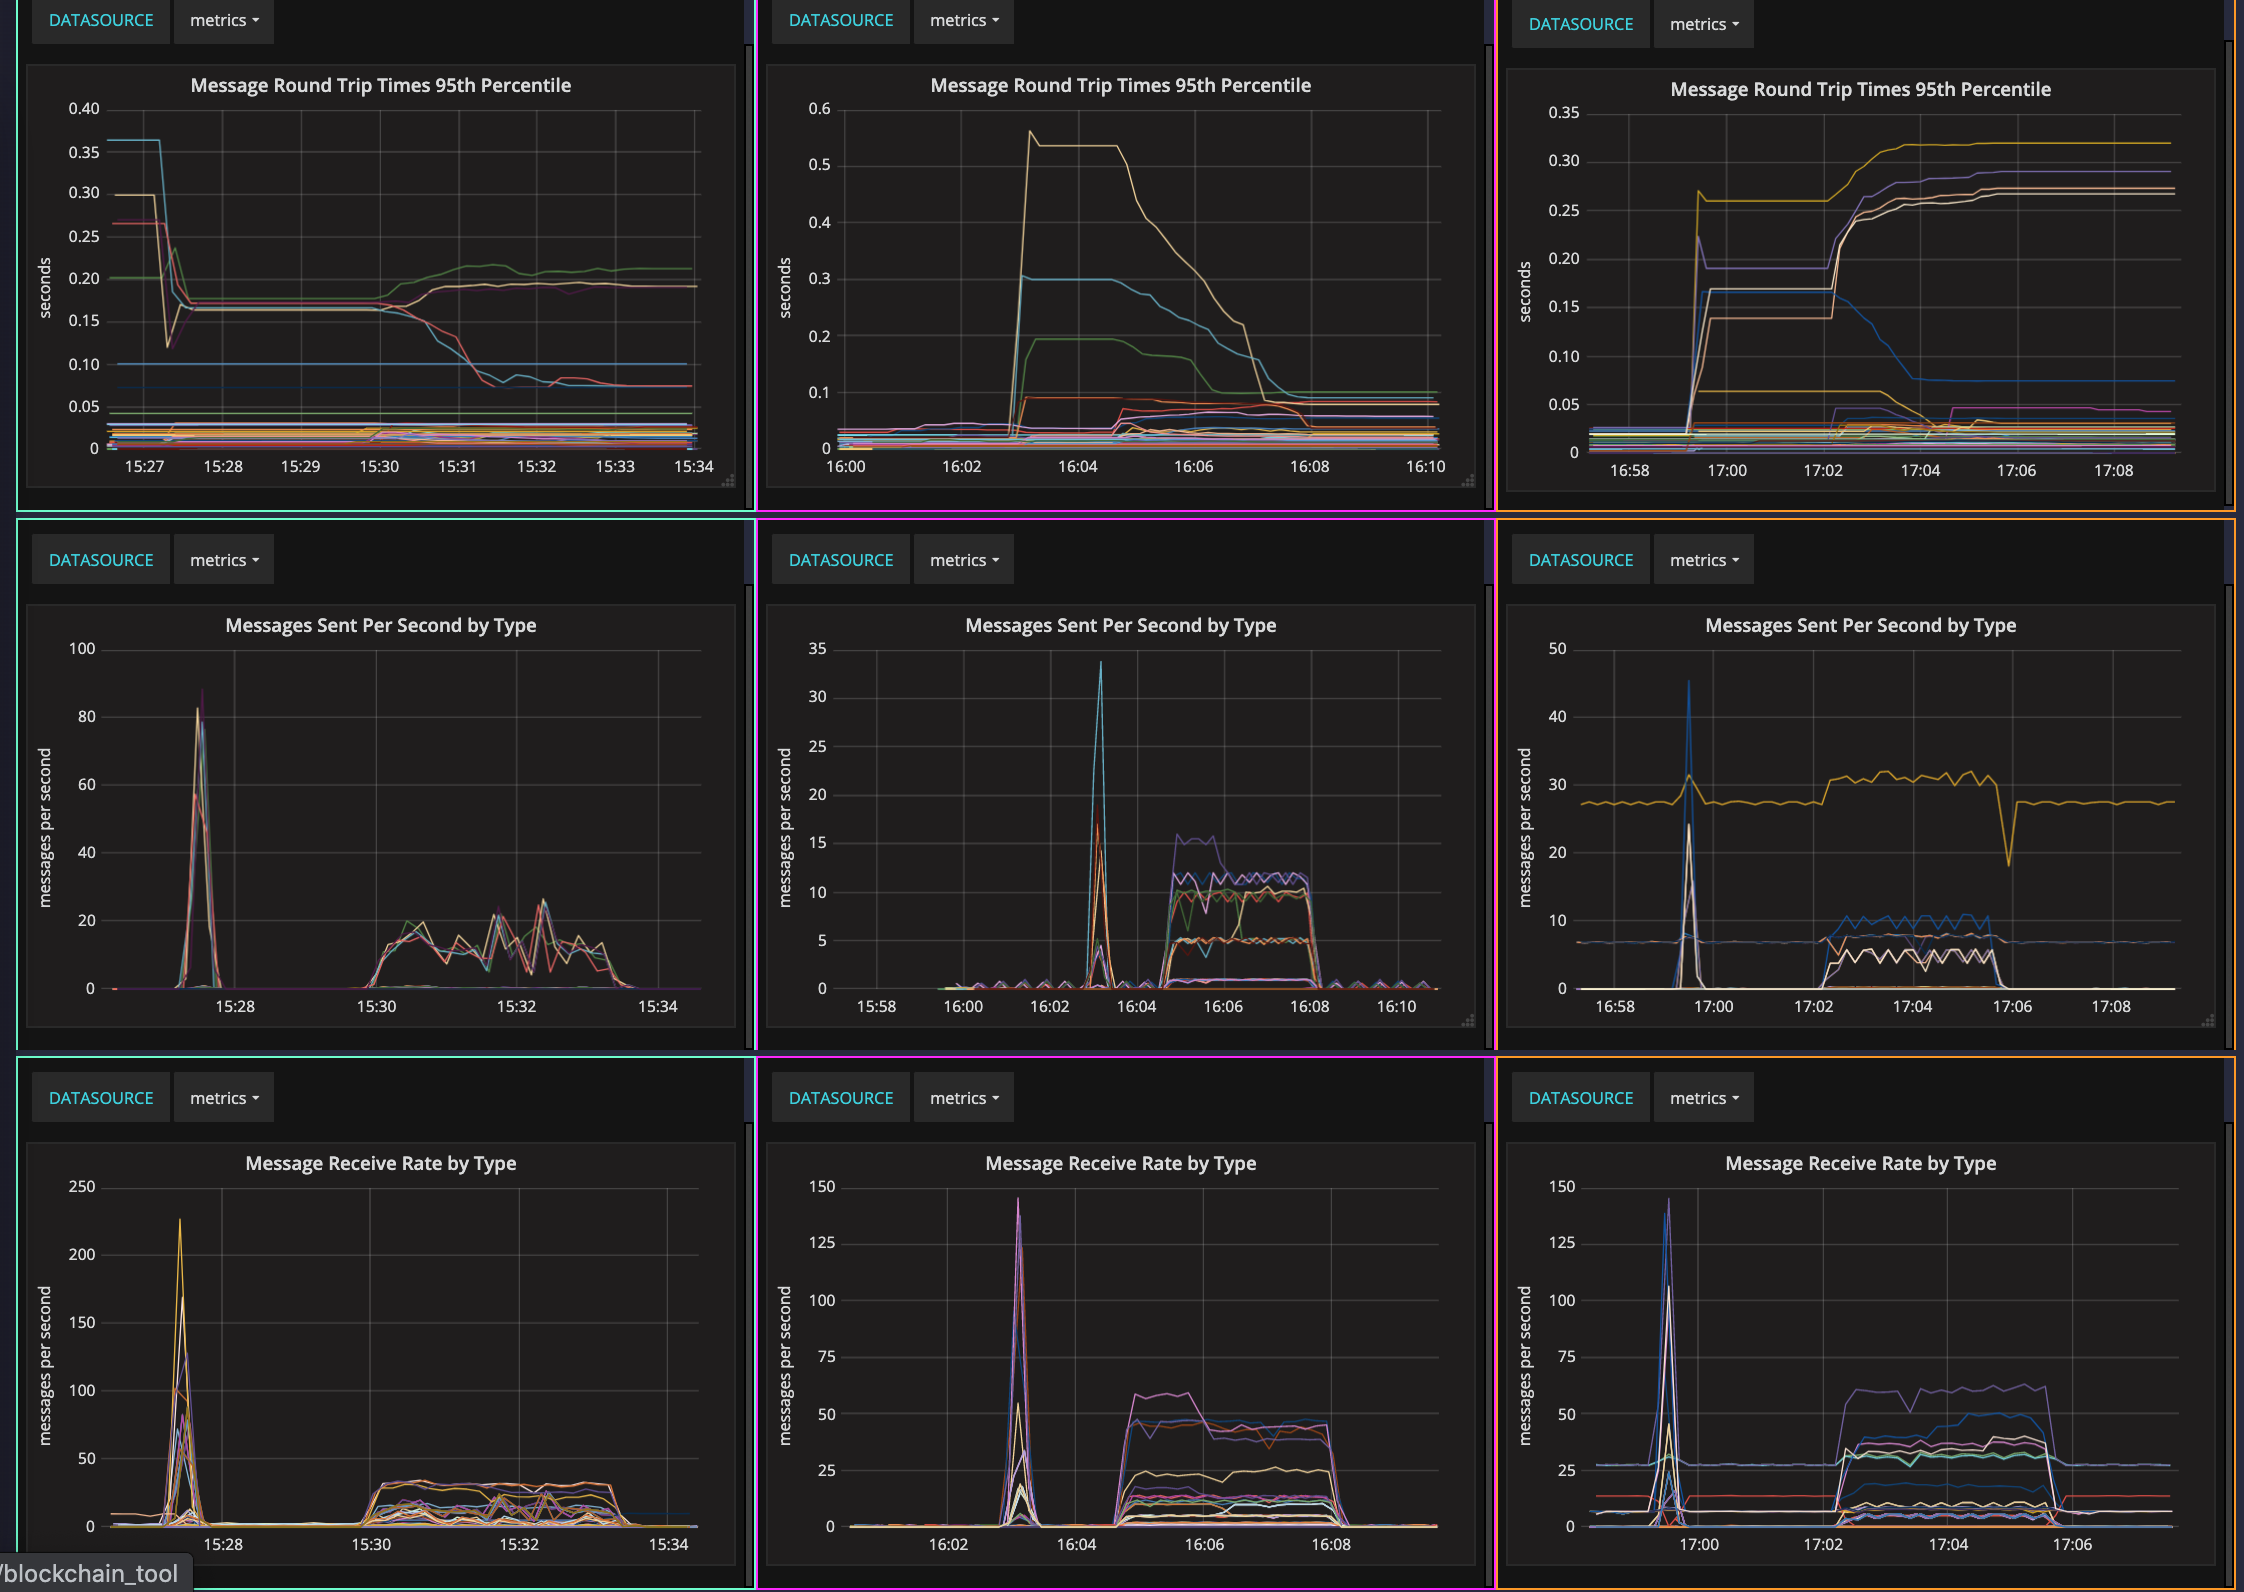 DATASOURCE metrics
DATASOURCE metrics
DATASOURCE metrics
Message Round Trip Times 95th Percentile
seconds
0.40
0.35
0.30
0.25
0.20
0.15
0.10
0.05
0
15:27 15:28 15:29 15:30 15:31 15:32 15:33 15:34
Message Round Trip Times 95th Percentile
seconds
0.6
0.5
0.4
0.3
0.2
0.1
0
16:00 16:02 16:04 16:06 16:08 16:10
Message Round Trip Times 95th Percentile
seconds
0.35
0.30
0.25
0.20
0.15
0.10
0.05
0
16:58 17:00 17:02 17:04 17:06 17:08
DATASOURCE metrics
DATASOURCE metrics
DATASOURCE metrics
Messages Sent Per Second by Type
messages per second
100
80
60
40
20
0
15:28 15:30 15:32 15:34
Messages Sent Per Second by Type
messages per second
35
30
25
20
15
10
5
0
15:58 16:00 16:02 16:04 16:06 16:08 16:10
Messages Sent Per Second by Type
messages per second
50
40
30
20
10
0
16:58 17:00 17:02 17:04 17:06 17:08
DATASOURCE metrics
DATASOURCE metrics
DATASOURCE metrics
Message Receive Rate by Type
messages per second
250
200
150
100
50
0
15:28 15:30 15:32 15:34
Message Receive Rate by Type
messages per second
150
125
100
75
50
25
0
16:02 16:04 16:06 16:08
Message Receive Rate by Type
messages per second
150
125
100
75
50
25
0
17:00 17:02 17:04 17:06
/blockchain_tool